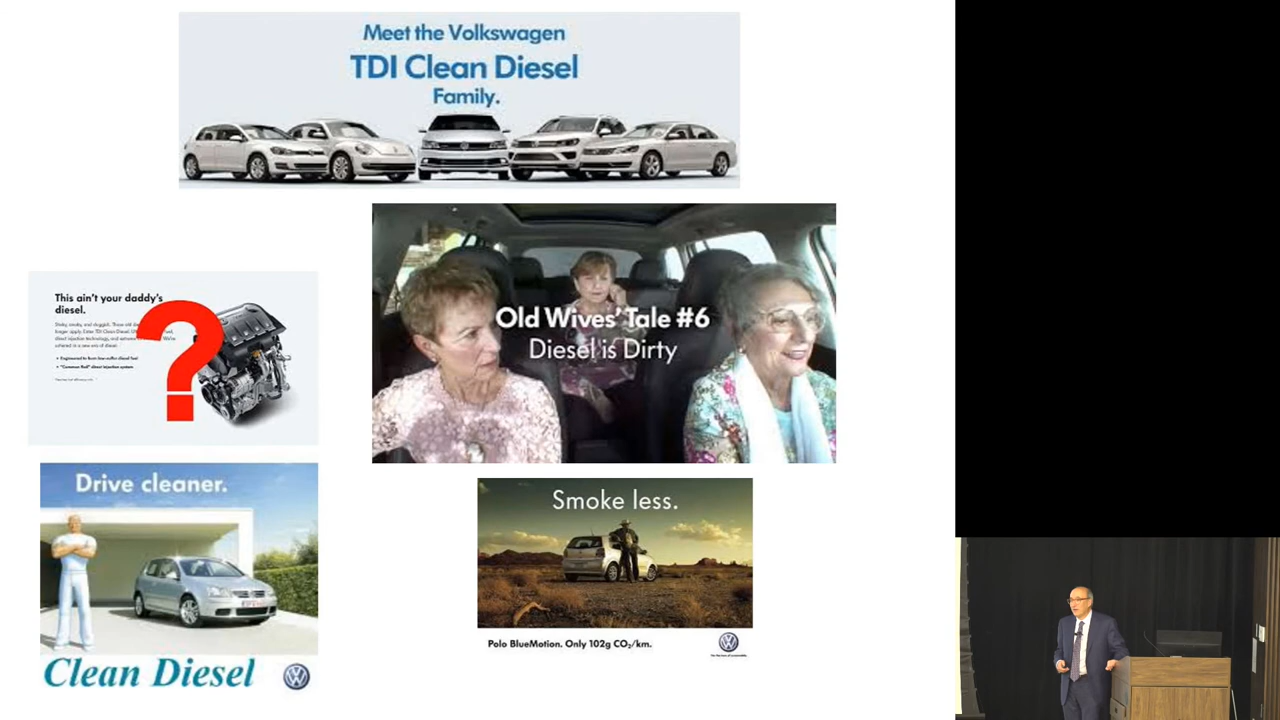 Meet the Volkswagen
TDI Clean Diesel
Family.
Old Wives' Tale #6
Diesel is Dirty
This ain't your daddy's
diesel.
Drive cleaner.
Clean Diesel
Smoke less.
Polo BlueMotion. Only 102g CO₂/km.